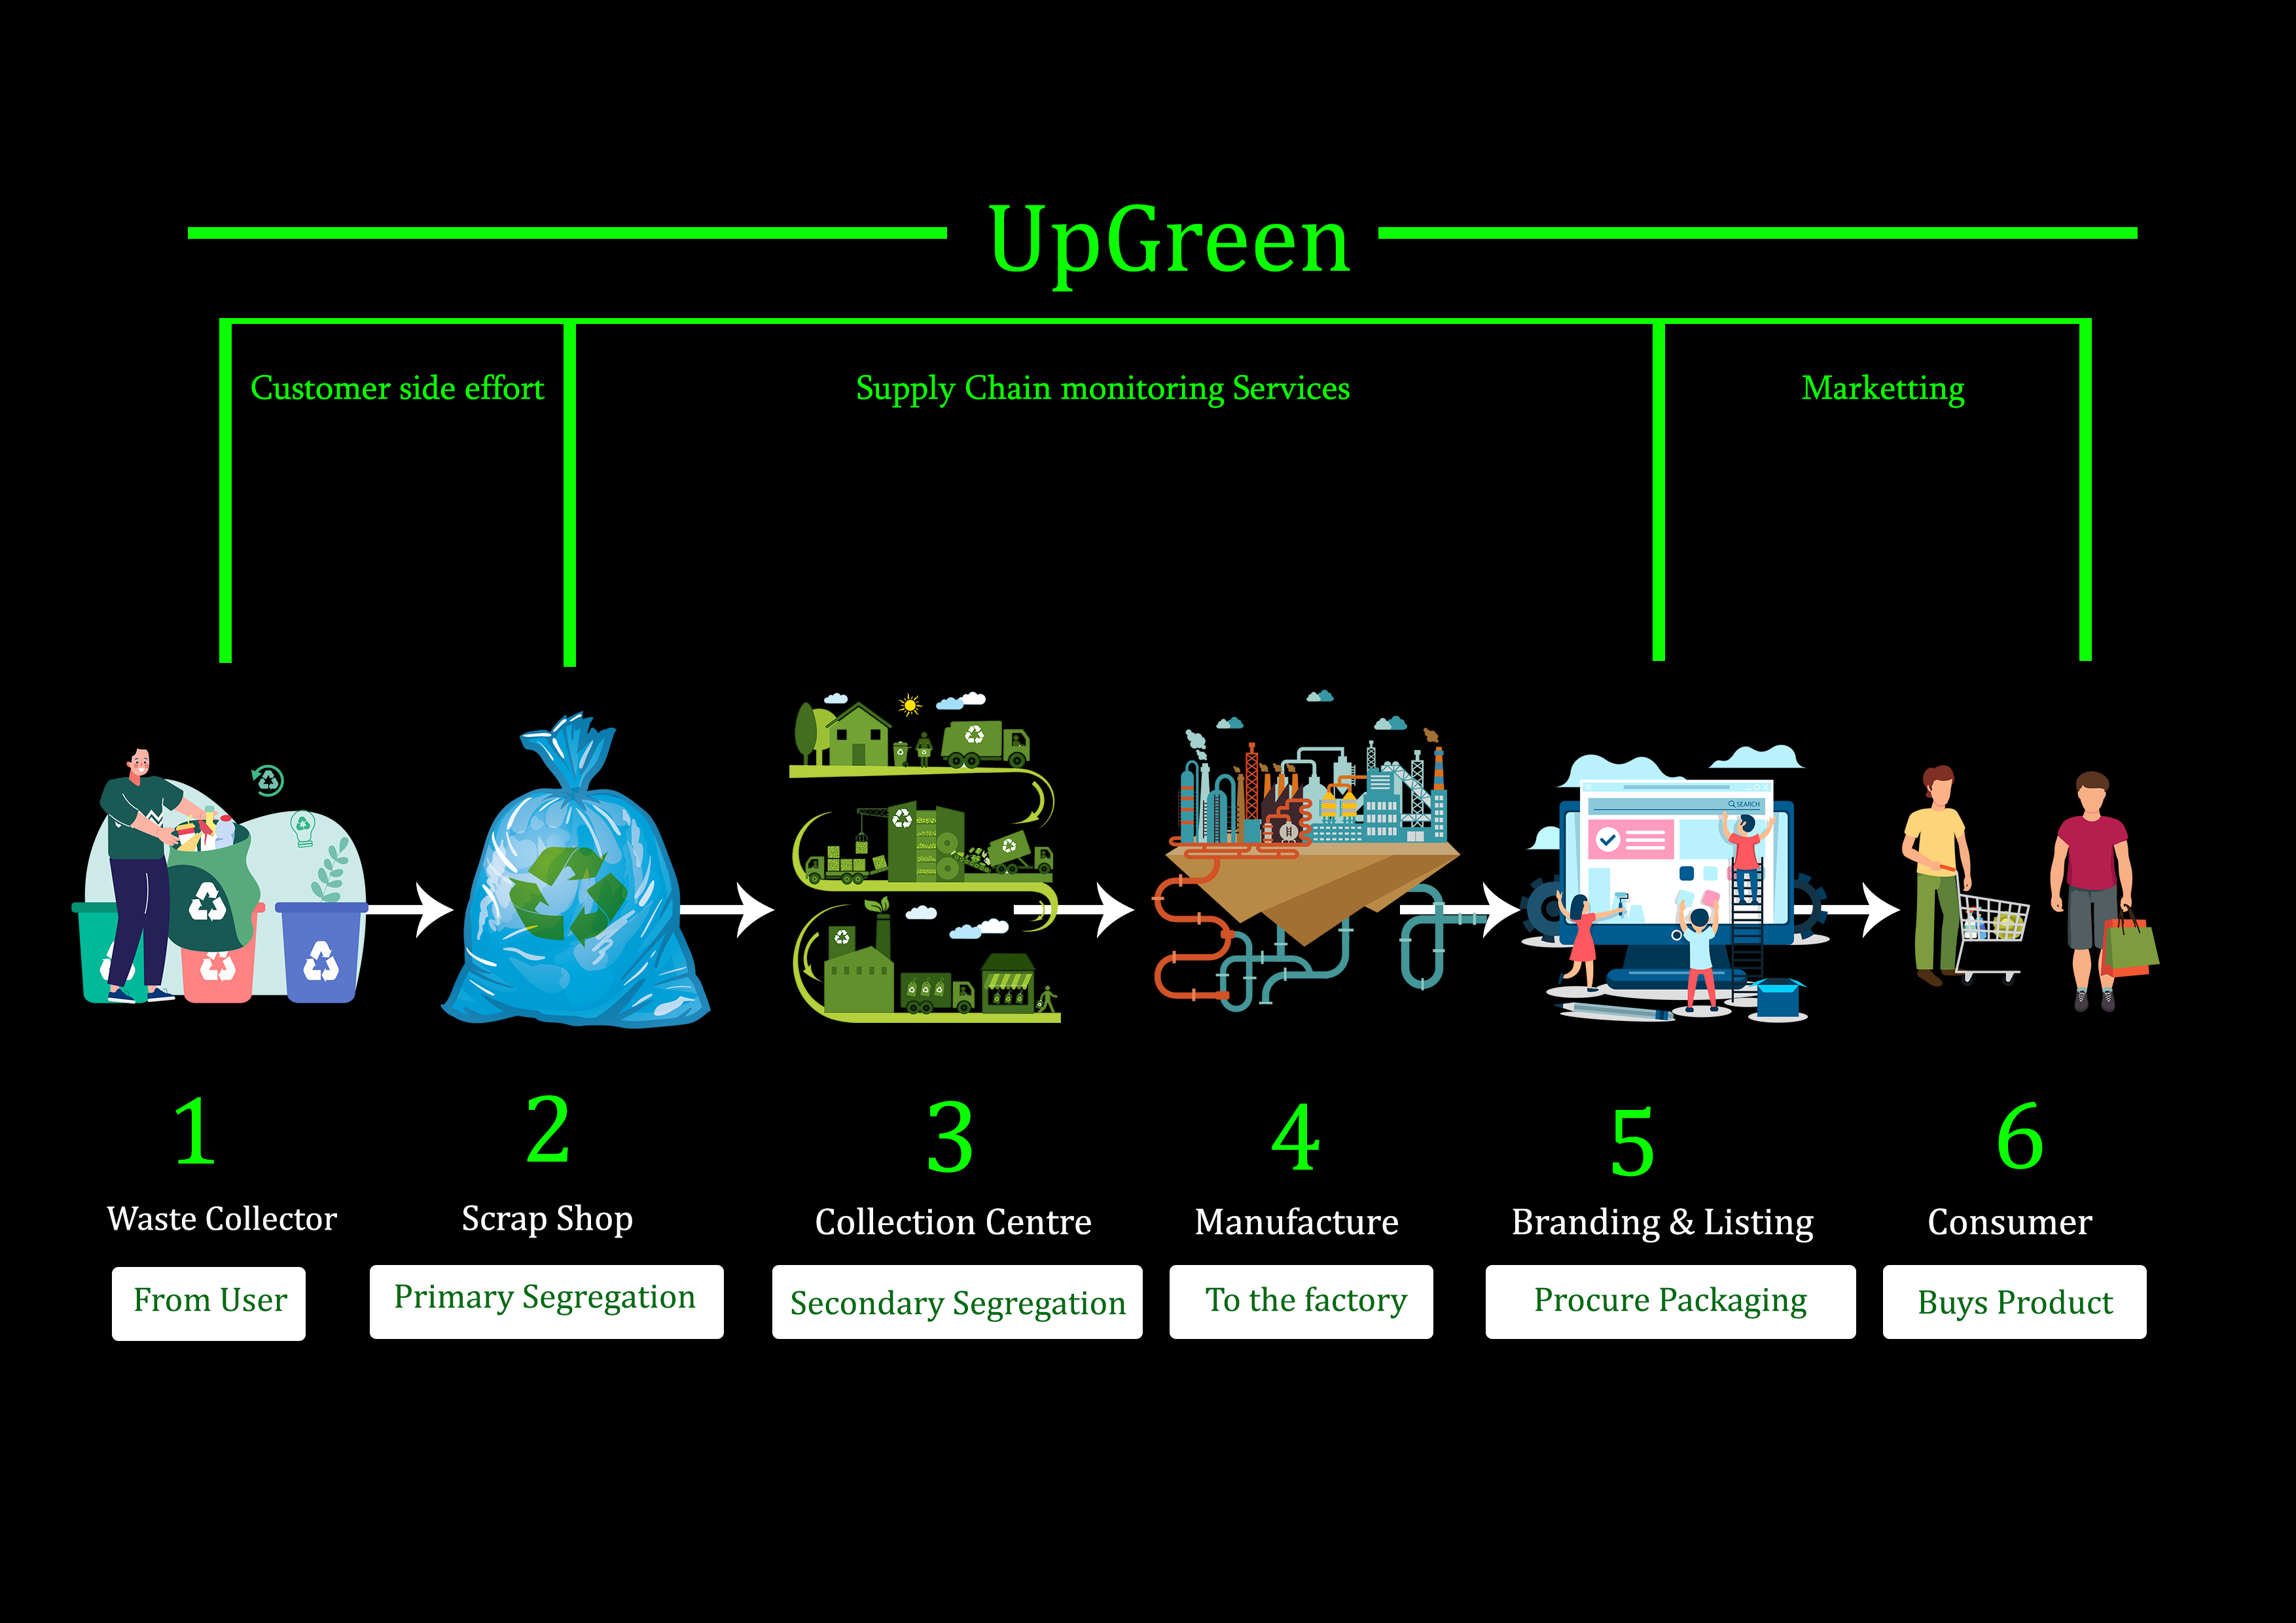 UpGreen
Customer side effort
Supply Chain monitoring Services
Marketting
SEARCH
1
2
3
4
5
6
Waste Collector
Scrap Shop
Collection Centre
Manufacture
Branding & Listing
Consumer
From User
Primary Segregation
Secondary Segregation
To the factory
Procure Packaging
Buys Product